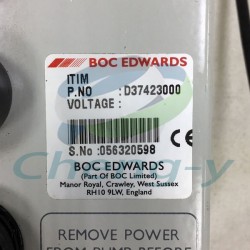 BOC EDWARDS
ITIM
P.NO :D37423000
VOLTAGE :
S.No :056320598
CE
BOC EDWARDS
(Part Of BOC Limited)
Manor Royal, Crawley, West Sussex
RH10 9LW, England
REMOVE POWER
FROM PUMP BEFORE